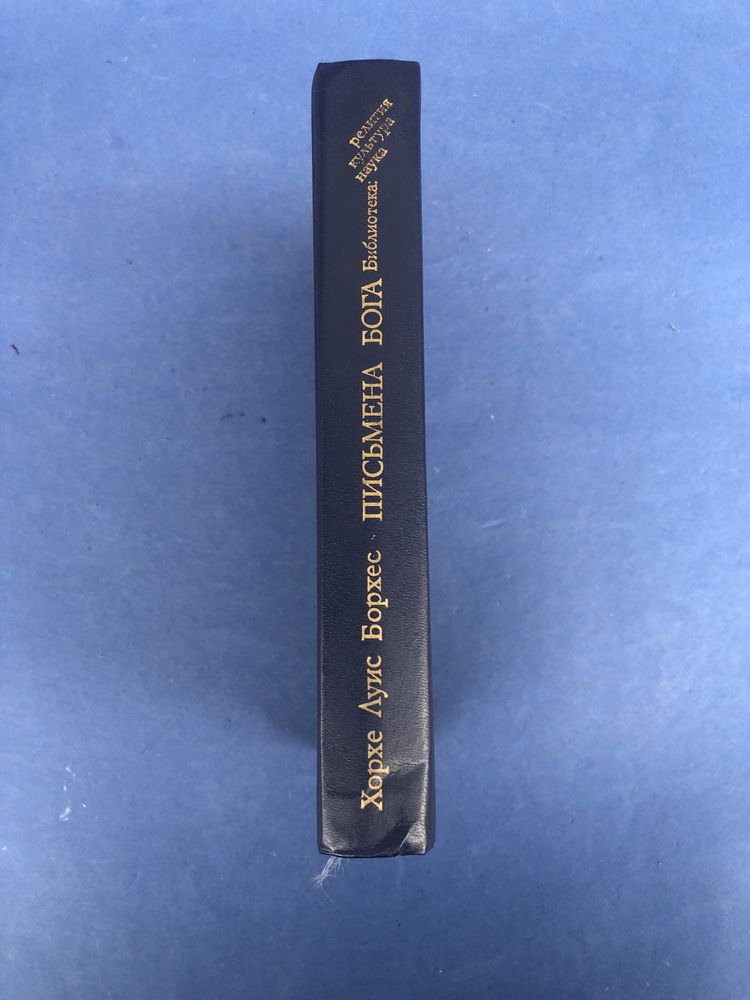 Хорхе Луис Борхес · ПИСЬМЕНА БОГА Библиотека:
религия
культура
наука